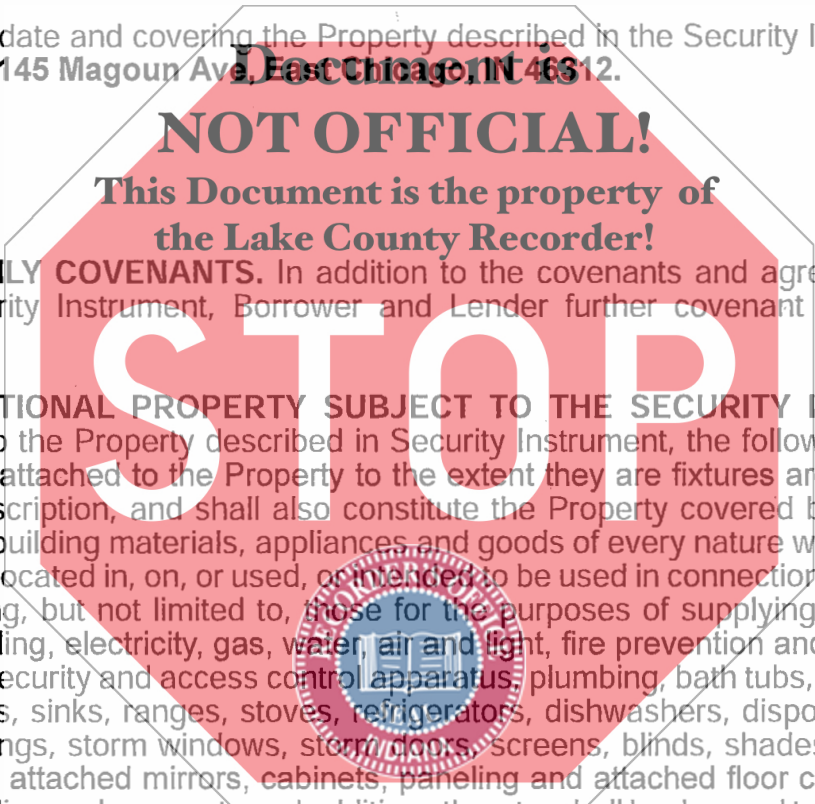 date and covering the Property described in the Security I
145 Magoun Ave, East Chicago, IN 46312.
Document is
NOT OFFICIAL!
This Document is the property of
the Lake County Recorder!
LY COVENANTS. In addition to the covenants and agre
rity Instrument, Borrower and Lender further covenant
STOP
TIONAL PROPERTY SUBJECT TO THE SECURITY I
the Property described in Security Instrument, the follow
attached to the Property to the extent they are fixtures ar
scription, and shall also constitute the Property covered b
building materials, appliances and goods of every nature w
ocated in, on, or used, or intended to be used in connection
g, but not limited to, those for the purposes of supplying
ling, electricity, gas, water, air and light, fire prevention and
ecurity and access control apparatus, plumbing, bath tubs,
s, sinks, ranges, stoves, refrigerators, dishwashers, dispo
ngs, storm windows, storm doors, screens, blinds, shades
attached mirrors, cabinets, paneling and attached floor c
INDIANA